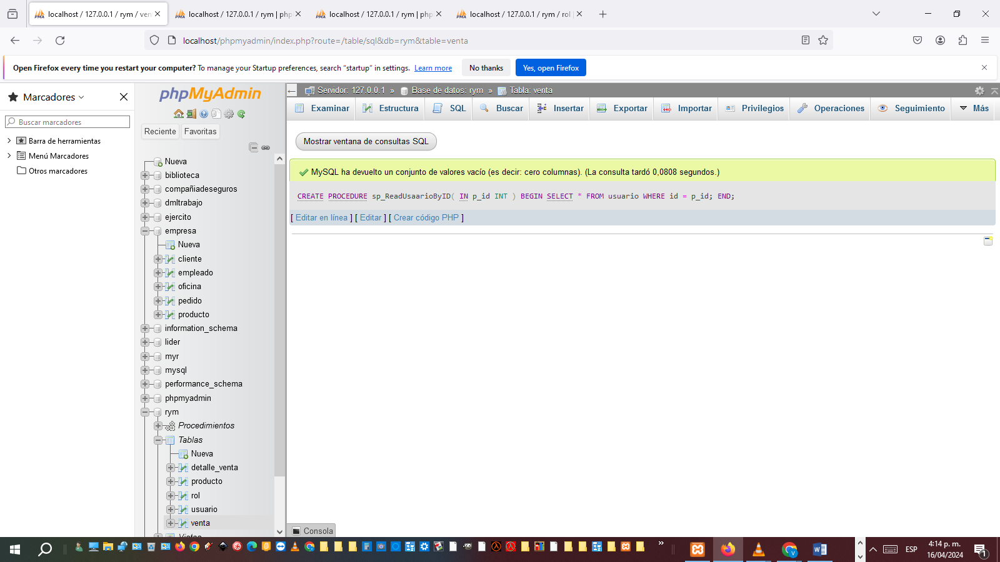 localhost / 127.0.0.1 / rym / ven
localhost / 127.0.0.1 / rym | php
localhost / 127.0.0.1 / rym | php
localhost / 127.0.0.1 / rym / rol |
localhost/phpmyadmin/index.php?route=/table/sql&db=rym&table=venta
Open Firefox every time you restart your computer? To manage your Startup preferences, search “startup” in settings. Learn more No thanks Yes, open Firefox
Marcadores
Buscar marcadores
Barra de herramientas
Menú Marcadores
Otros marcadores
phpMyAdmin
Reciente Favoritas
Nueva
biblioteca
compañiadeseguros
dmltrabajo
ejercito
empresa
Nueva
cliente
empleado
oficina
pedido
producto
information_schema
lider
myr
mysql
performance_schema
phpmyadmin
rym
Procedimientos
Tablas
Nueva
detalle_venta
producto
rol
usuario
venta
Vistas
Servidor: 127.0.0.1 » Base de datos: rym » Tabla: venta
Examinar Estructura SQL Buscar Insertar Exportar Importar Privilegios Operaciones Seguimiento Más
Mostrar ventana de consultas SQL
MySQL ha devuelto un conjunto de valores vacío (es decir: cero columnas). (La consulta tardó 0,0808 segundos.)
CREATE PROCEDURE sp_ReadUsaarioByID( IN p_id INT ) BEGIN SELECT * FROM usuario WHERE id = p_id; END;
[ Editar en línea ] [ Editar ] [ Crear código PHP ]
Consola
ESP
4:14 p. m.
16/04/2024
1